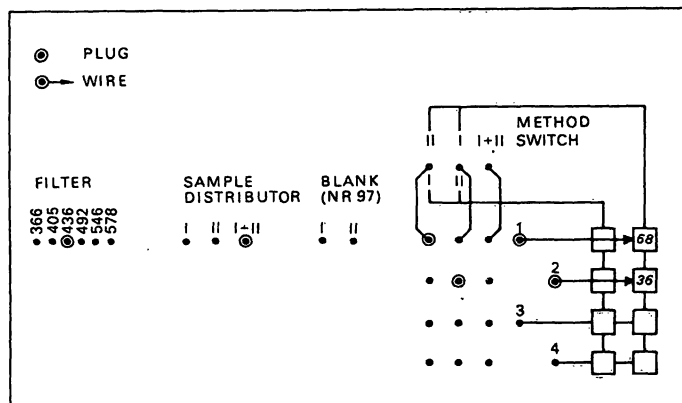 PLUG
WIRE
METHOD
SWITCH
II I I+II
I II
FILTER
366 405 436 492 546 578
SAMPLE
DISTRIBUTOR
I II I+II
BLANK
(NR 97)
I II
1
68
2
36
3
4